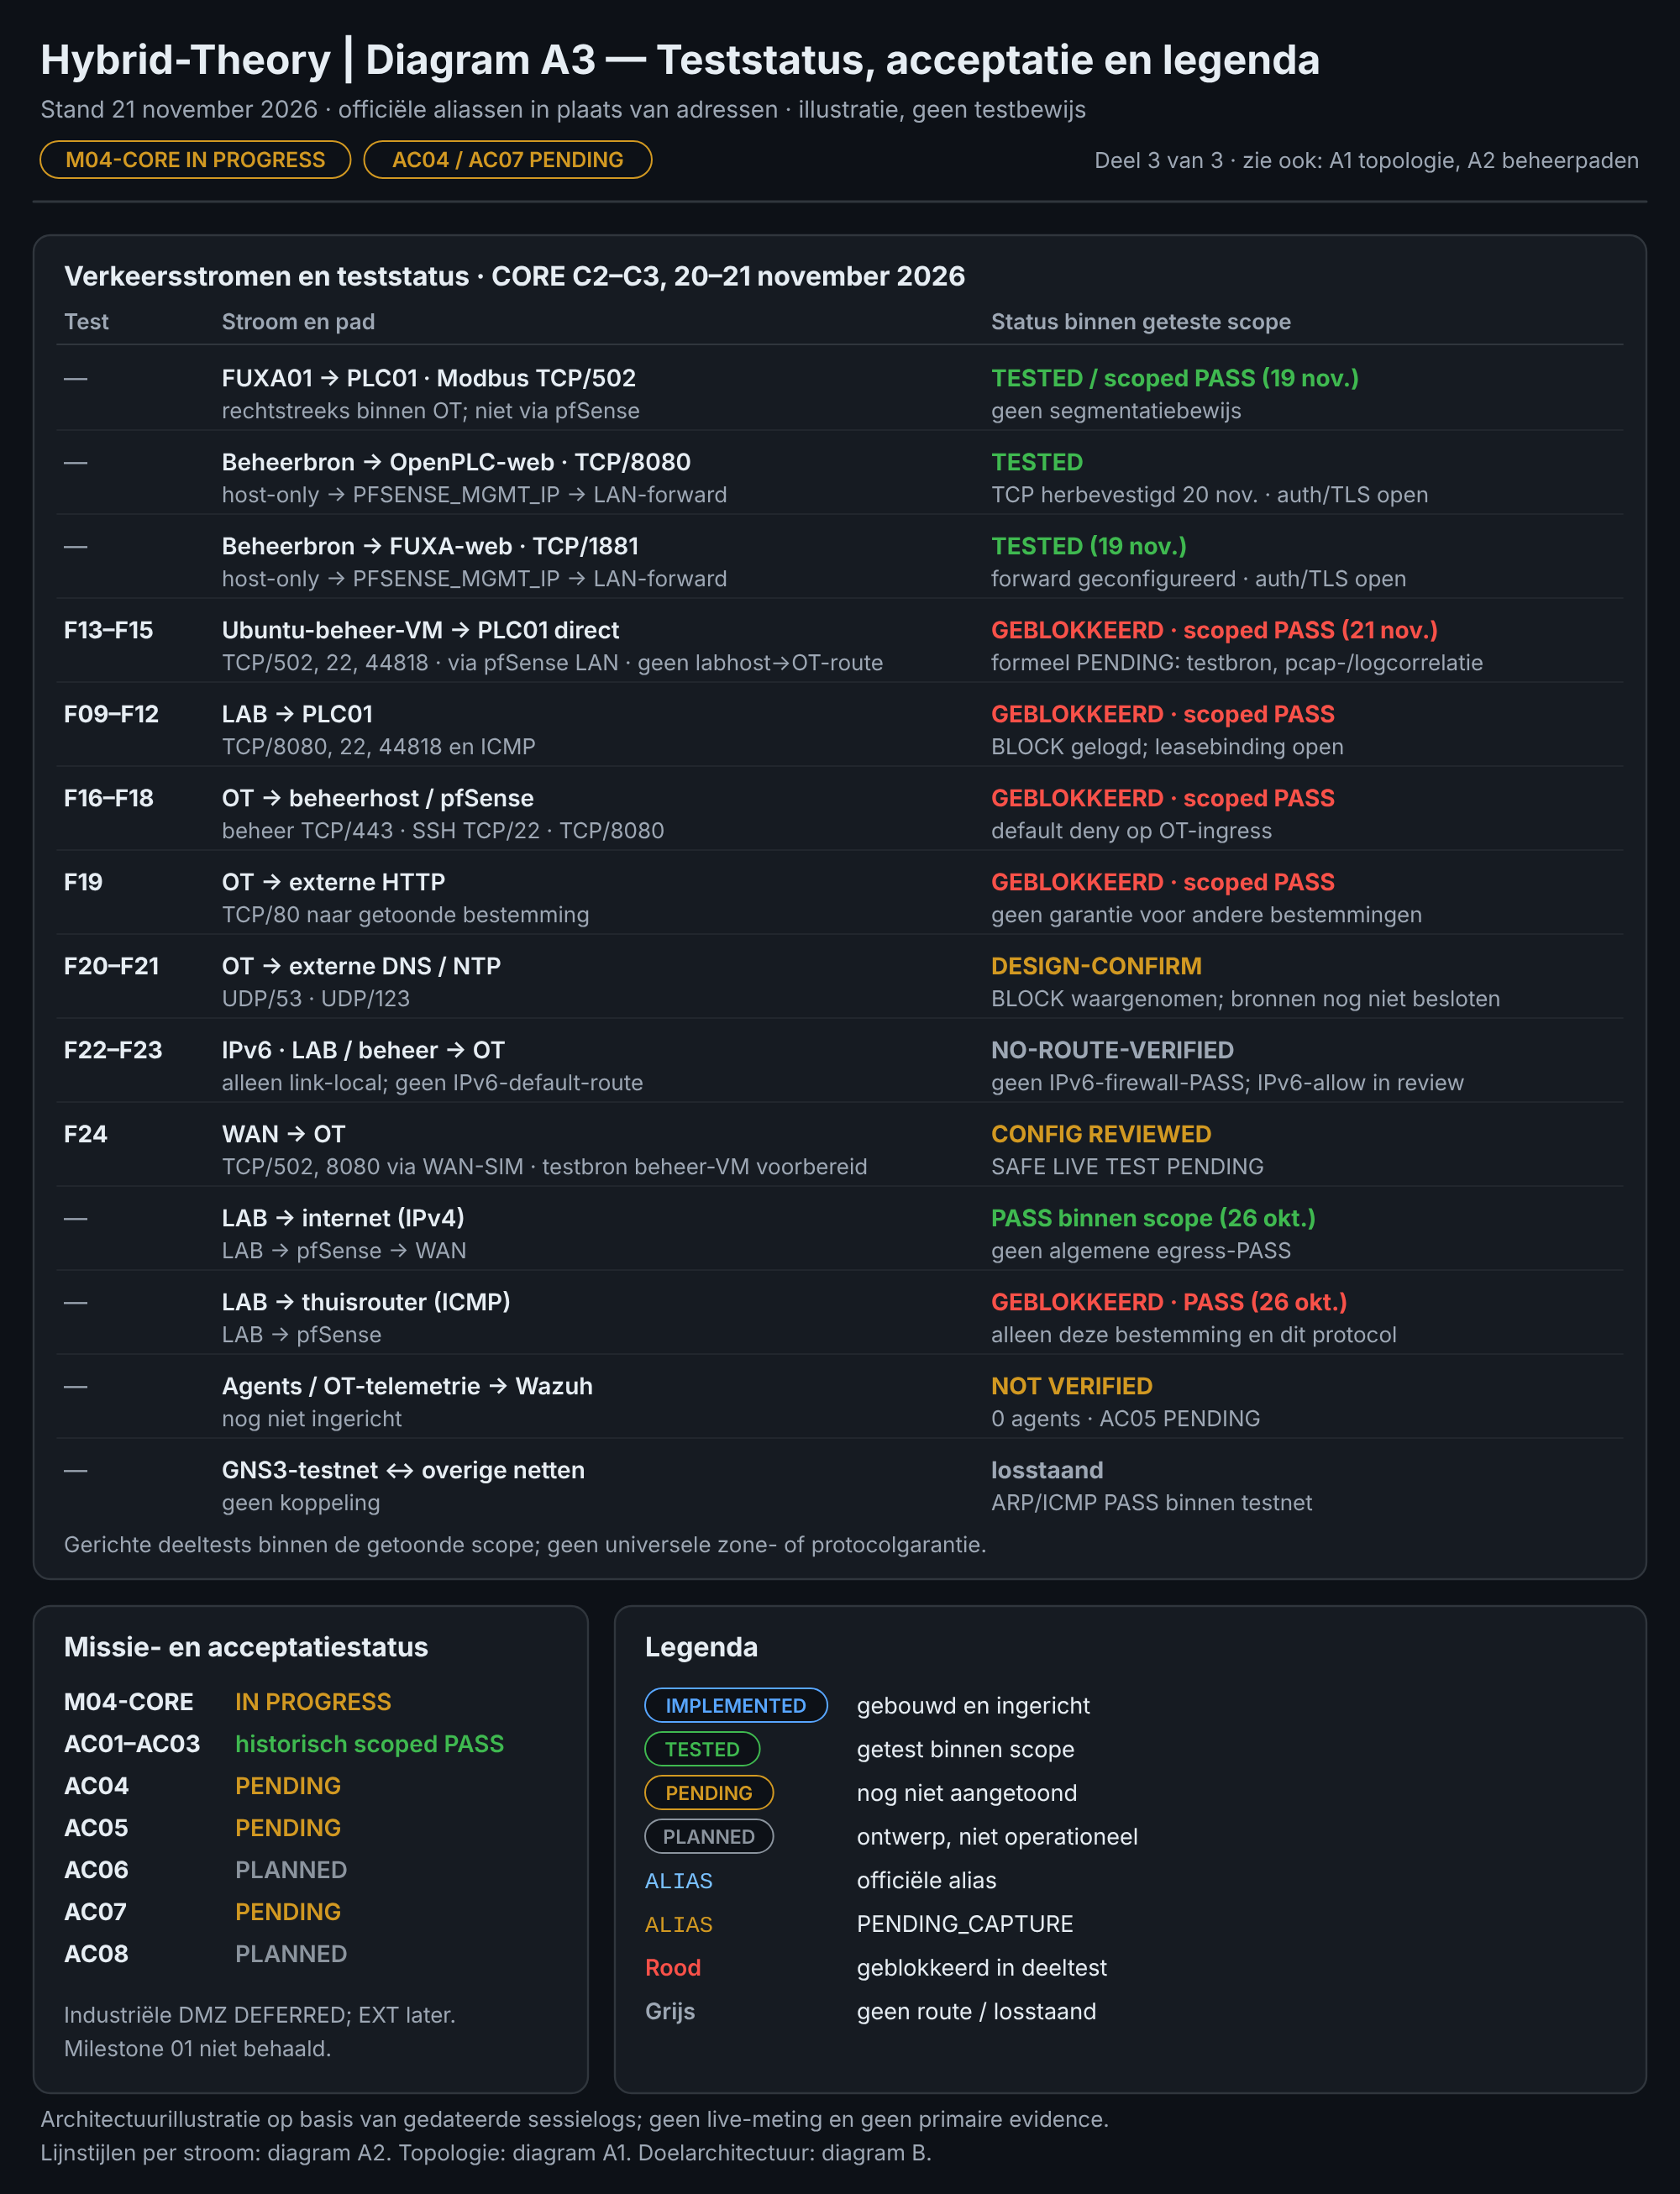 Hybrid-Theory | Diagram A3 — Teststatus, acceptatie en legenda
Stand 21 november 2026 · officiële aliassen in plaats van adressen · illustratie, geen testbewijs
M04-CORE IN PROGRESS AC04 / AC07 PENDING Deel 3 van 3 · zie ook: A1 topologie, A2 beheerpaden
Verkeersstromen en teststatus · CORE C2–C3, 20–21 november 2026
Test Stroom en pad Status binnen geteste scope
— FUXA01 → PLC01 · Modbus TCP/502 TESTED / scoped PASS (19 nov.)
rechtstreeks binnen OT; niet via pfSense geen segmentatiebewijs
— Beheerbron → OpenPLC-web · TCP/8080 TESTED
host-only → PFSENSE_MGMT_IP → LAN-forward TCP herbevestigd 20 nov. · auth/TLS open
— Beheerbron → FUXA-web · TCP/1881 TESTED (19 nov.)
host-only → PFSENSE_MGMT_IP → LAN-forward forward geconfigureerd · auth/TLS open
F13–F15 Ubuntu-beheer-VM → PLC01 direct GEBLOKKEERD · scoped PASS (21 nov.)
TCP/502, 22, 44818 · via pfSense LAN · geen labhost→OT-route formeel PENDING: testbron, pcap-/logcorrelatie
F09–F12 LAB → PLC01 GEBLOKKEERD · scoped PASS
TCP/8080, 22, 44818 en ICMP BLOCK gelogd; leasebinding open
F16–F18 OT → beheerhost / pfSense GEBLOKKEERD · scoped PASS
beheer TCP/443 · SSH TCP/22 · TCP/8080 default deny op OT-ingress
F19 OT → externe HTTP GEBLOKKEERD · scoped PASS
TCP/80 naar getoonde bestemming geen garantie voor andere bestemmingen
F20–F21 OT → externe DNS / NTP DESIGN-CONFIRM
UDP/53 · UDP/123 BLOCK waargenomen; bronnen nog niet besloten
F22–F23 IPv6 · LAB / beheer → OT NO-ROUTE-VERIFIED
alleen link-local; geen IPv6-default-route geen IPv6-firewall-PASS; IPv6-allow in review
F24 WAN → OT CONFIG REVIEWED
TCP/502, 8080 via WAN-SIM · testbron beheer-VM voorbereid SAFE LIVE TEST PENDING
— LAB → internet (IPv4) PASS binnen scope (26 okt.)
LAB → pfSense → WAN geen algemene egress-PASS
— LAB → thuisrouter (ICMP) GEBLOKKEERD · PASS (26 okt.)
LAB → pfSense alleen deze bestemming en dit protocol
— Agents / OT-telemetrie → Wazuh NOT VERIFIED
nog niet ingericht 0 agents · AC05 PENDING
— GNS3-testnet ↔ overige netten losstaand
geen koppeling ARP/ICMP PASS binnen testnet
Gerichte deeltests binnen de getoonde scope; geen universele zone- of protocolgarantie.
Missie- en acceptatiestatus
M04-CORE IN PROGRESS
AC01–AC03 historisch scoped PASS
AC04 PENDING
AC05 PENDING
AC06 PLANNED
AC07 PENDING
AC08 PLANNED
Industriële DMZ DEFERRED; EXT later.
Milestone 01 niet behaald.
Legenda
IMPLEMENTED gebouwd en ingericht
TESTED getest binnen scope
PENDING nog niet aangetoond
PLANNED ontwerp, niet operationeel
ALIAS officiële alias
ALIAS PENDING_CAPTURE
Rood geblokkeerd in deeltest
Grijs geen route / losstaand
Architectuurillustratie op basis van gedateerde sessielogs; geen live-meting en geen primaire evidence.
Lijnstijlen per stroom: diagram A2. Topologie: diagram A1. Doelarchitectuur: diagram B.